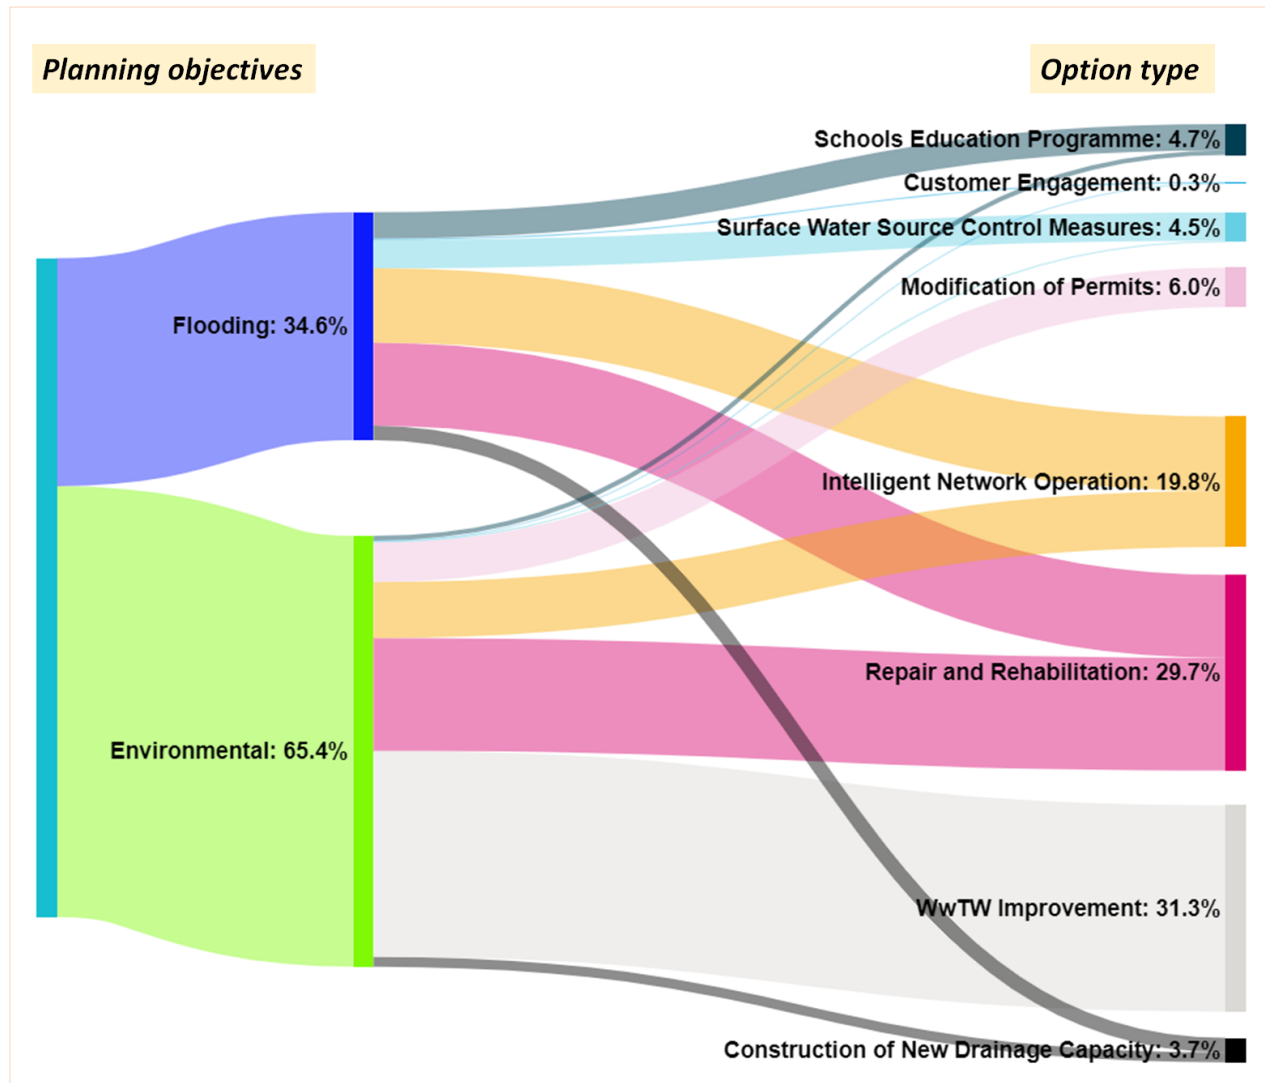 Planning objectives
Option type
Schools Education Programme: 4.7%
Customer Engagement: 0.3%
Surface Water Source Control Measures: 4.5%
Modification of Permits: 6.0%
Flooding: 34.6%
Intelligent Network Operation: 19.8%
Repair and Rehabilitation: 29.7%
Environmental: 65.4%
WwTW Improvement: 31.3%
Construction of New Drainage Capacity: 3.7%